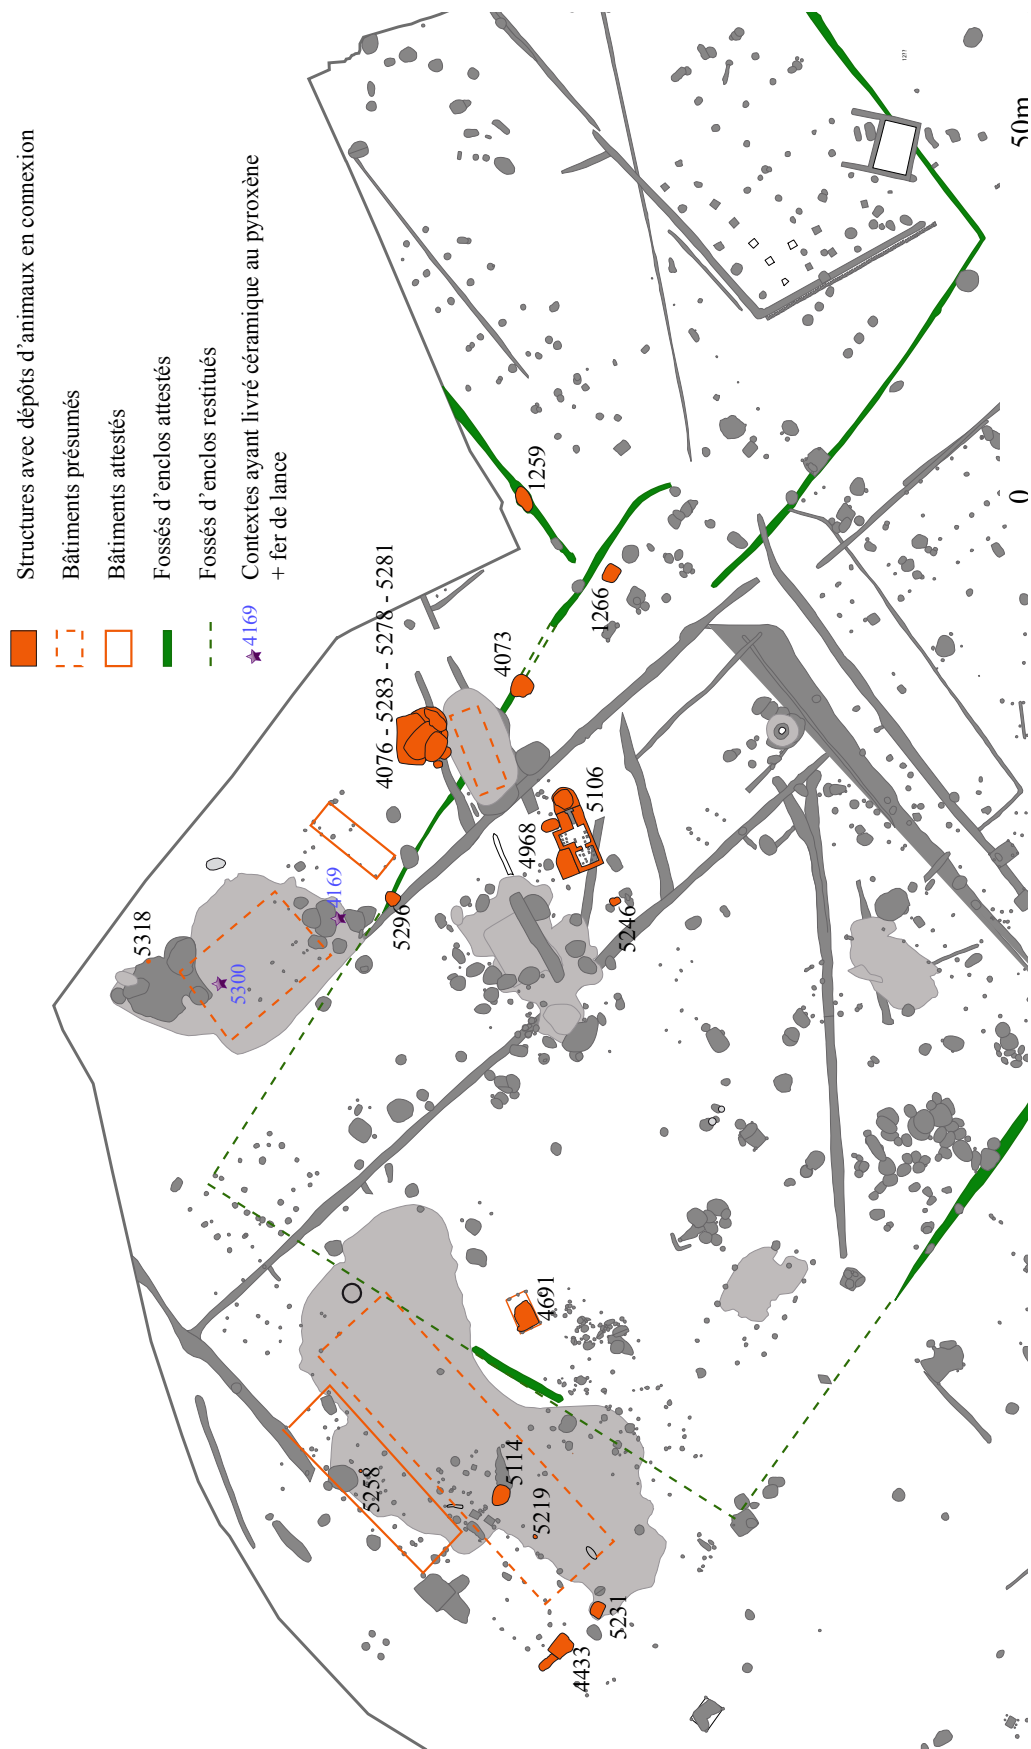 Structures avec dépôts d’animaux en connexion
Bâtiments présumés
Bâtiments attestés
Fossés d’enclos attestés
Fossés d’enclos restitués
4169
Contextes ayant livré céramique au pyroxène
+ fer de lance
50m
0
1259
1266
4073
4076 - 5283 - 5278 - 5281
5106
4968
5246
5296
4169
5300
5318
4691
5114
5219
5258
5231
4433